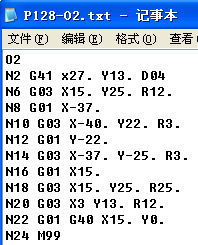 P128-02.txt - 记事本
文件(F) 编辑(E) 格式(O) 查看
O2
N2 G41 x27. Y13. D04
N6 G03 X15. Y25. R12.
N8 G01 X-37.
N10 G03 X-40. Y22. R3.
N12 G01 Y-22.
N14 G03 X-37. Y-25. R3.
N16 G01 X15.
N18 G03 X15. Y25. R25.
N20 G03 X3 Y13. R12.
N22 G01 G40 X15. Y0.
N24 M99